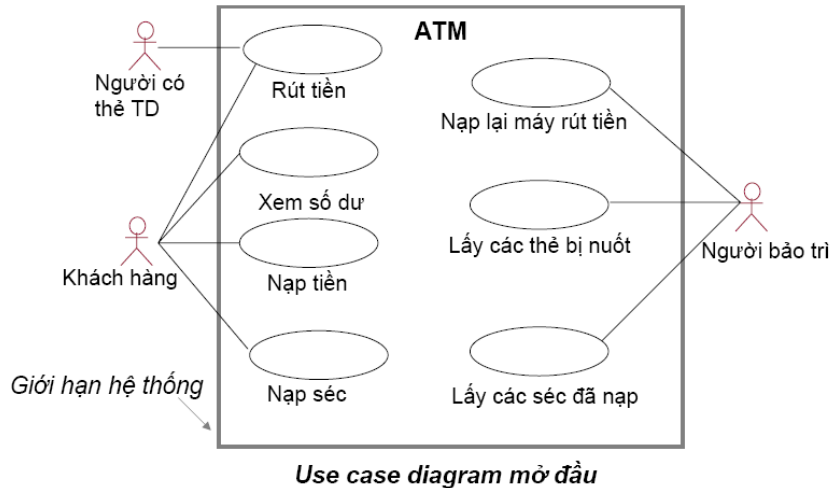 ATM
Người có
thẻ TD
Rút tiền
Nạp lại máy rút tiền
Xem số dư
Lấy các thẻ bị nuốt
Người bảo trì
Khách hàng
Nạp tiền
Giới hạn hệ thống
Nạp séc
Lấy các séc đã nạp
Use case diagram mở đầu